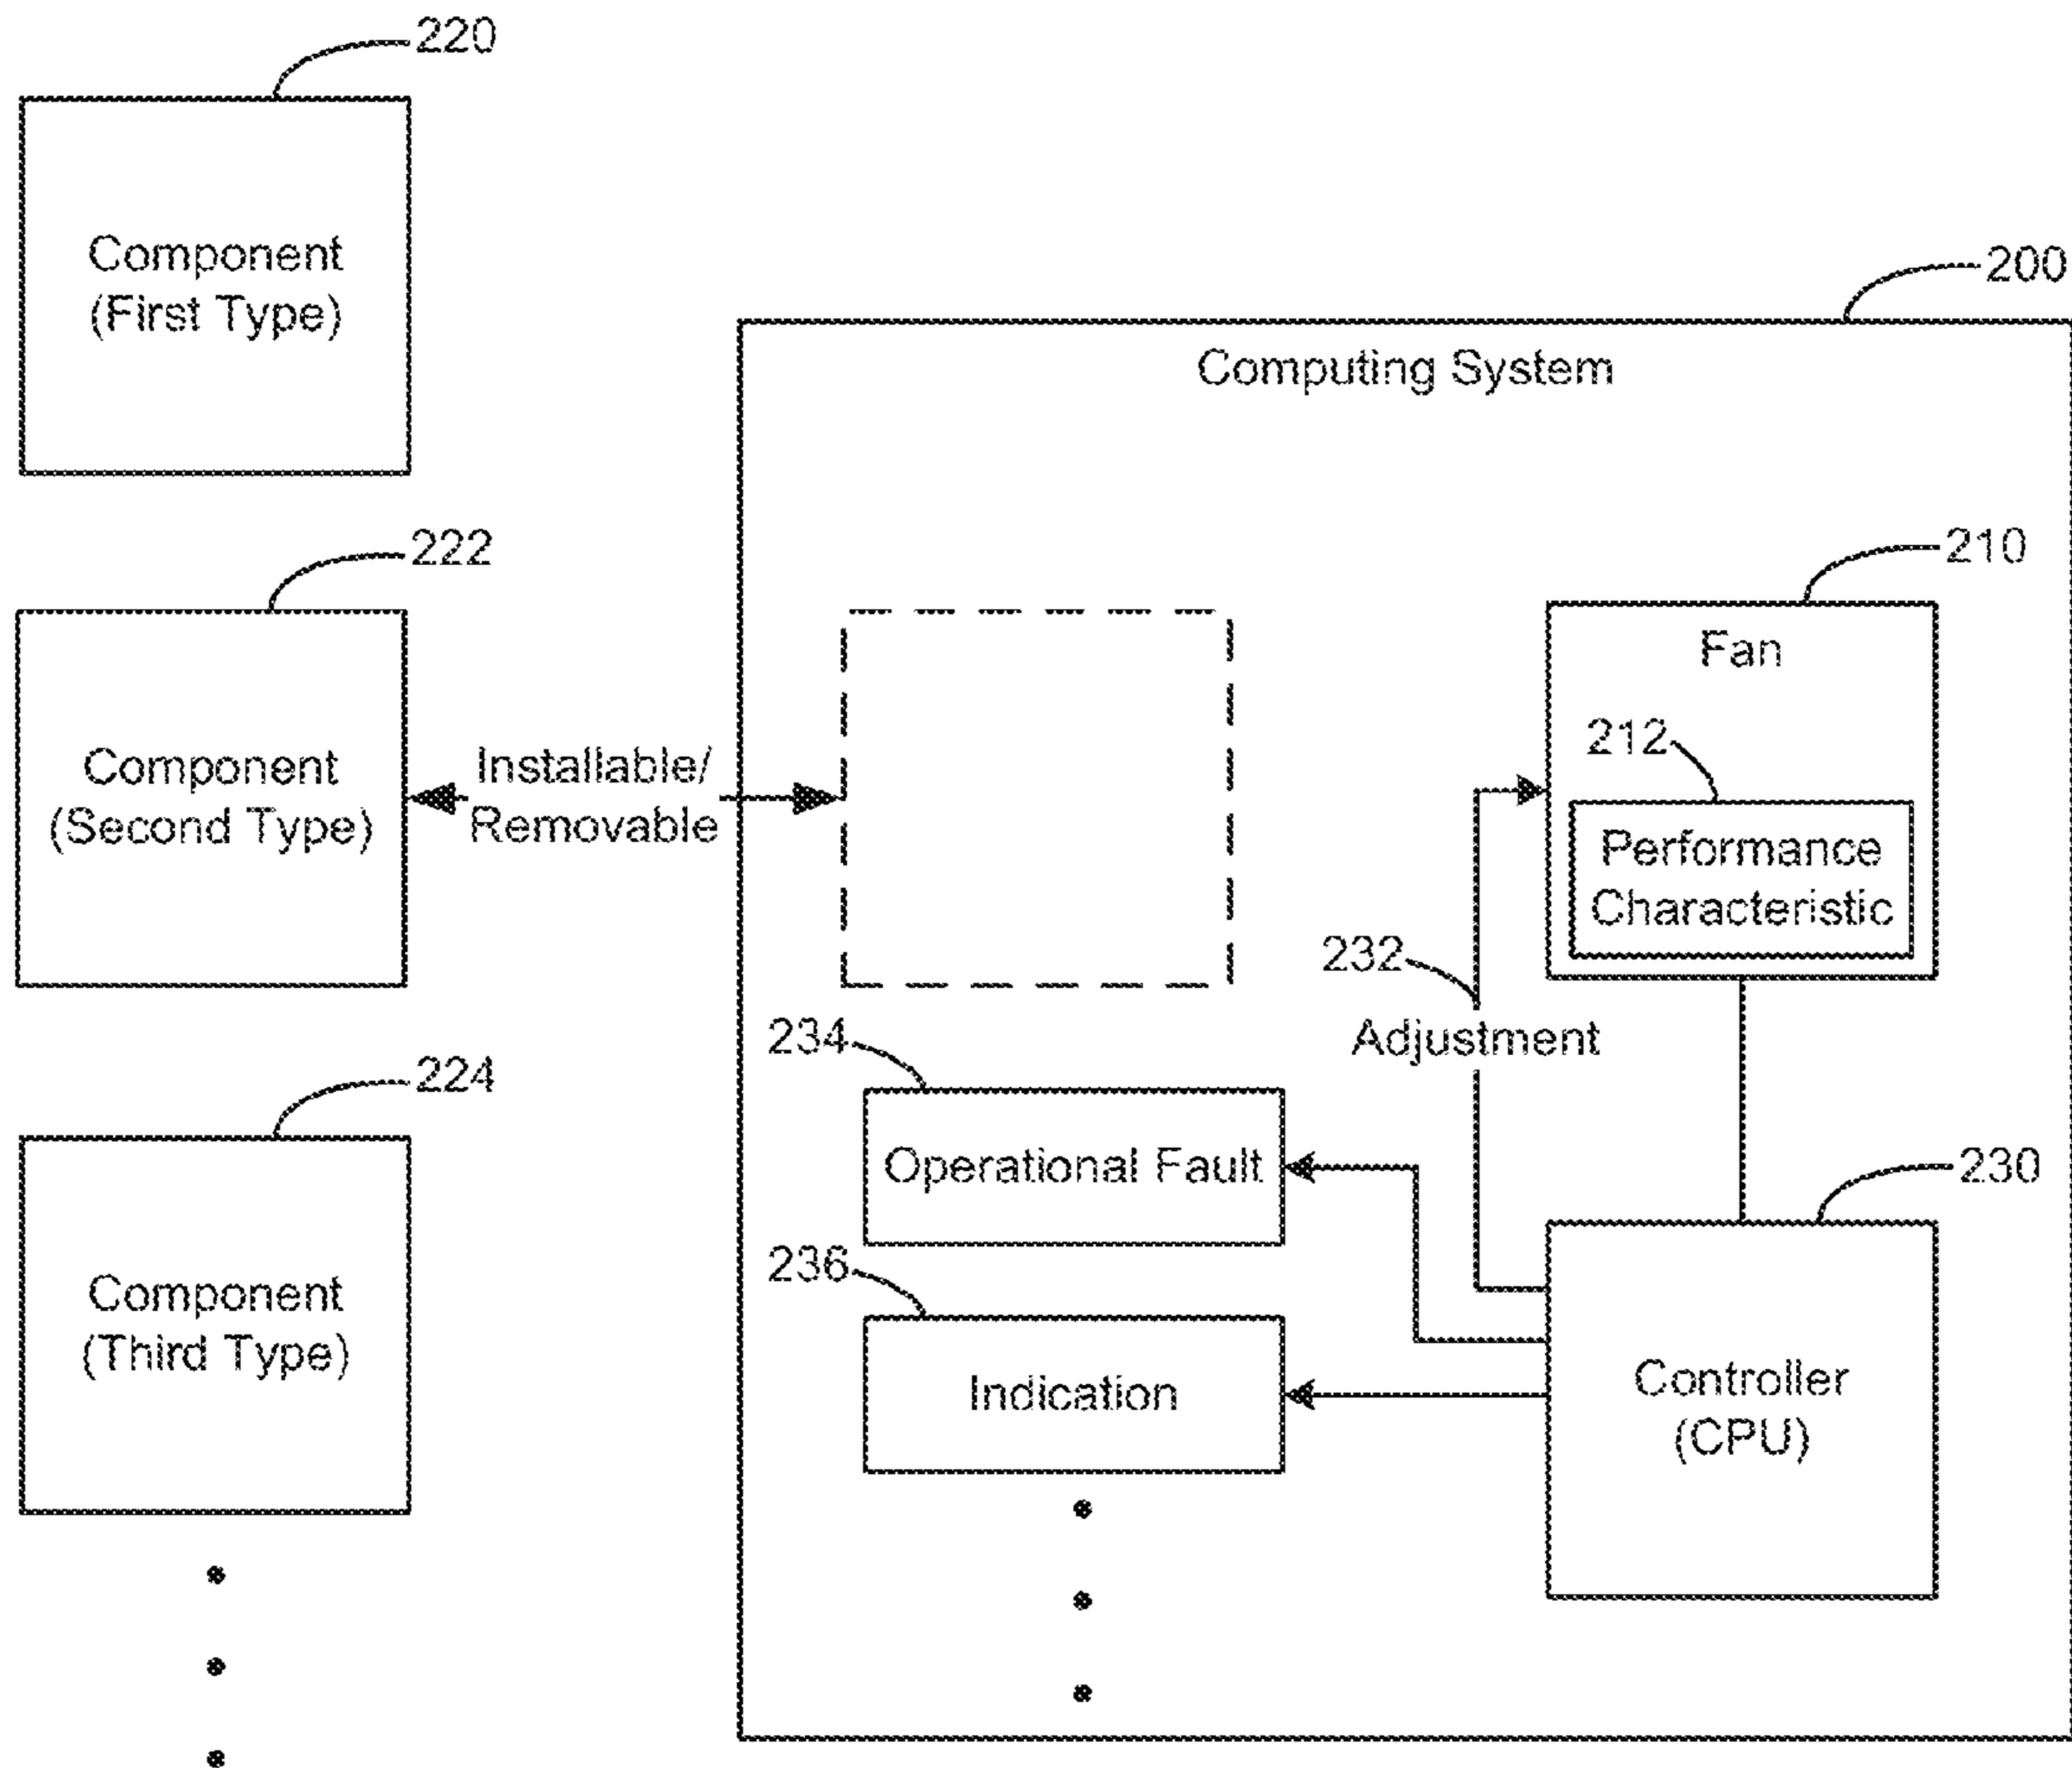 220
Component
(First Type)
200
Computing System
222
Component
(Second Type)
Installable/
Removable
210
Fan
212
Performance
Characteristic
232
Adjustment
224
Component
(Third Type)
234
Operational Fault
236
Indication
230
Controller
(CPU)